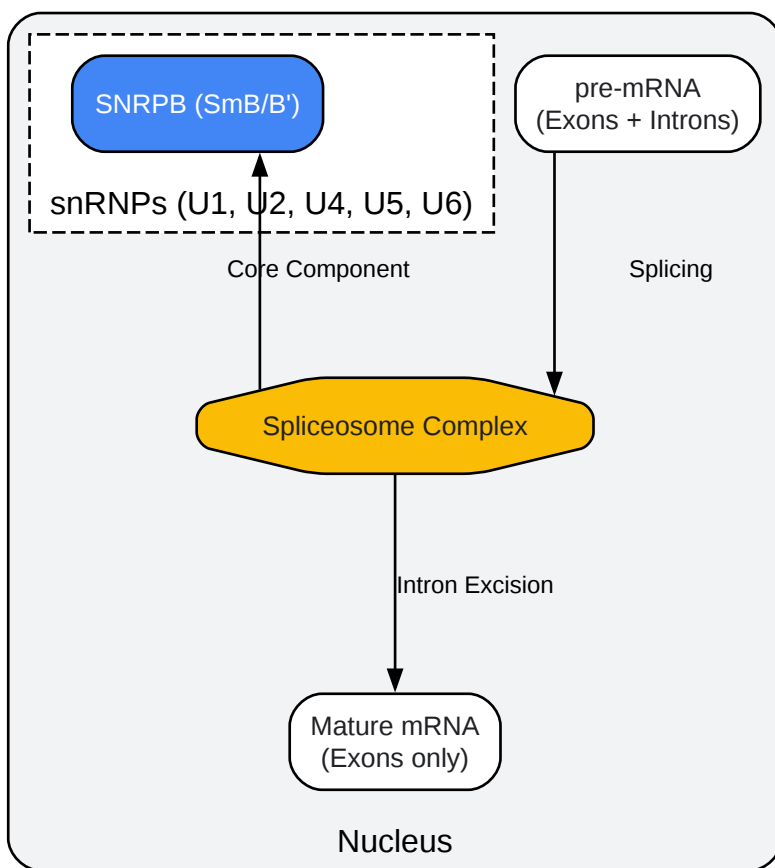 SNRPB (SmB/B')
pre-mRNA
(Exons + Introns)
snRNPs (U1, U2, U4, U5, U6)
Core Component
Splicing
Spliceosome Complex
Intron Excision
Mature mRNA
(Exons only)
Nucleus